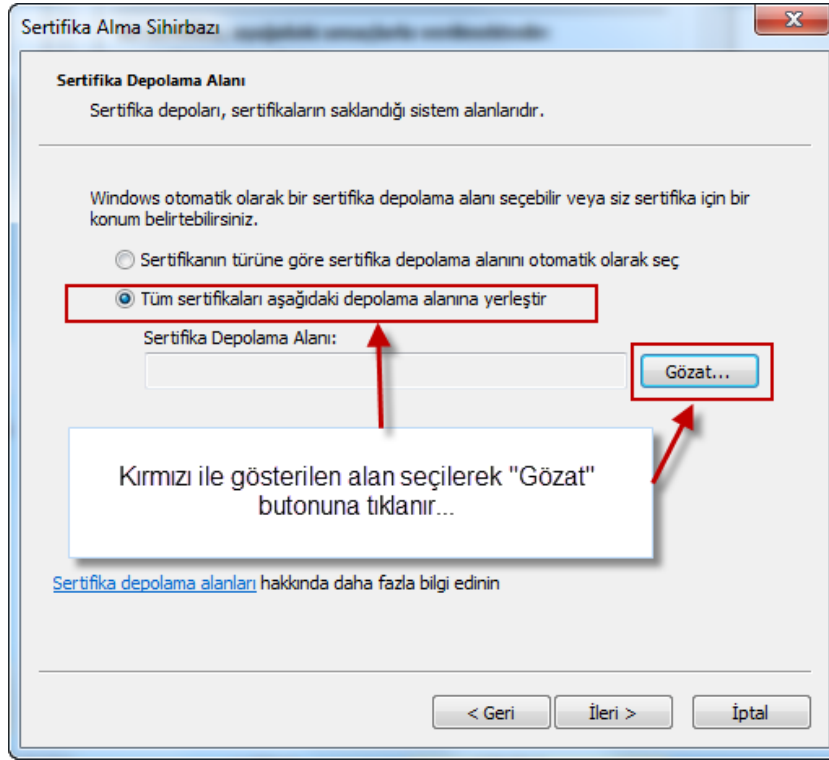 Sertifika Alma Sihirbazı
Sertifika Depolama Alanı
Sertifika depoları, sertifikaların saklandığı sistem alanlarıdır.
Windows otomatik olarak bir sertifika depolama alanı seçebilir veya siz sertifika için bir
konum belirtebilirsiniz.
Sertifikanın türüne göre sertifika depolama alanını otomatik olarak seç
Tüm sertifikaları aşağıdaki depolama alanına yerleştir
Sertifika Depolama Alanı:
Gözat...
Kırmızı ile gösterilen alan seçilerek "Gözat"
butonuna tıklanır...
Sertifika depolama alanları hakkında daha fazla bilgi edinin
< Geri İleri > İptal